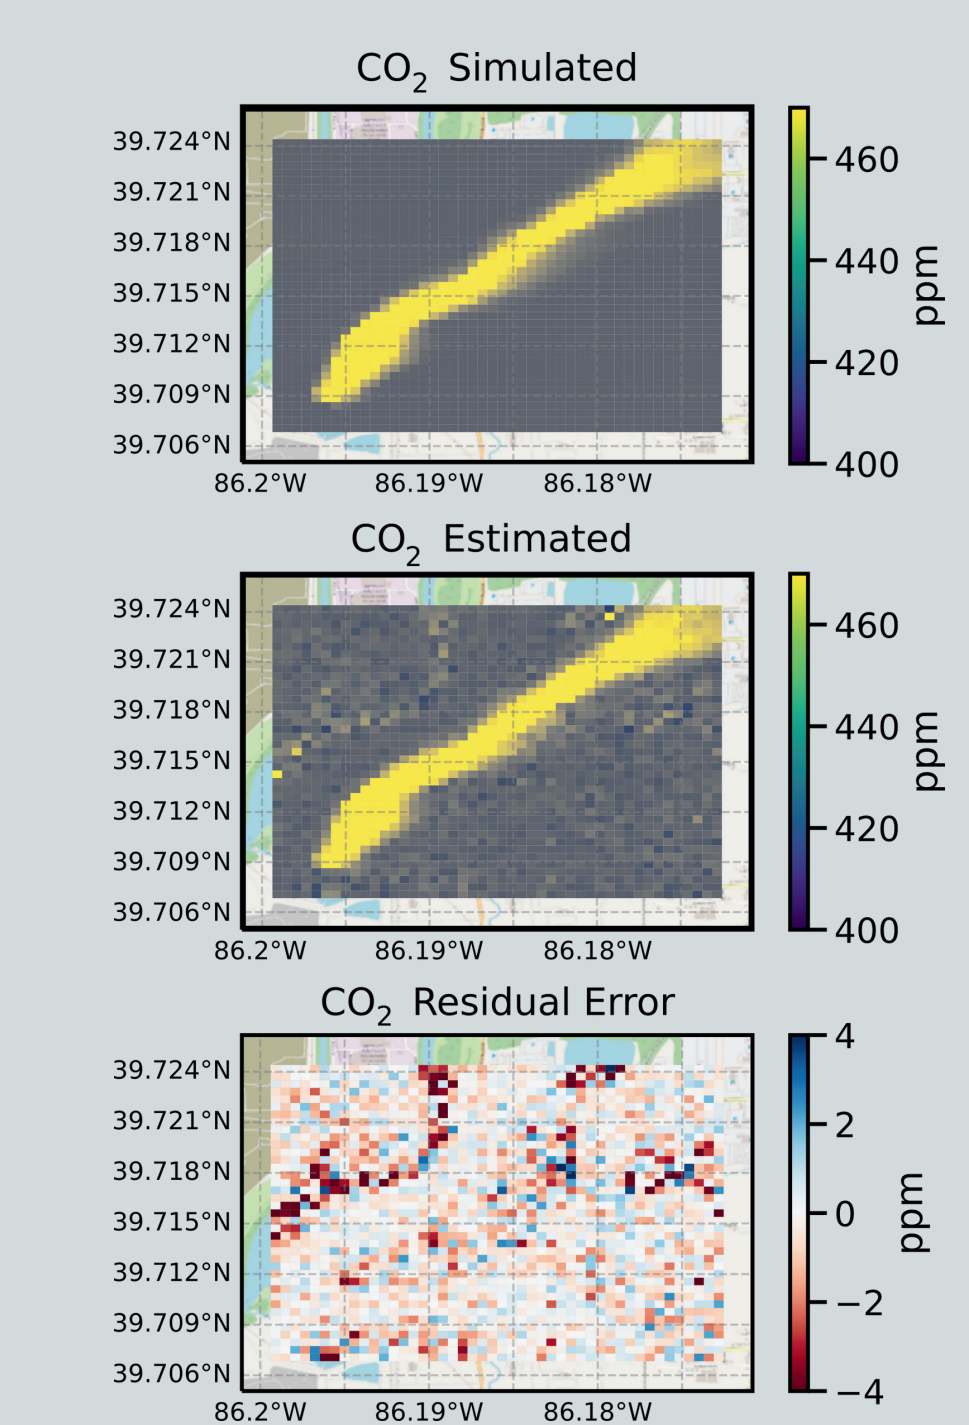 CO₂ Simulated
39.724°N
39.721°N
39.718°N
39.715°N
39.712°N
39.709°N
39.706°N
86.2°W 86.19°W 86.18°W
460
440
420
400
ppm
CO₂ Estimated
39.724°N
39.721°N
39.718°N
39.715°N
39.712°N
39.709°N
39.706°N
86.2°W 86.19°W 86.18°W
460
440
420
400
ppm
CO₂ Residual Error
39.724°N
39.721°N
39.718°N
39.715°N
39.712°N
39.709°N
39.706°N
86.2°W 86.19°W 86.18°W
4
2
0
−2
−4
ppm